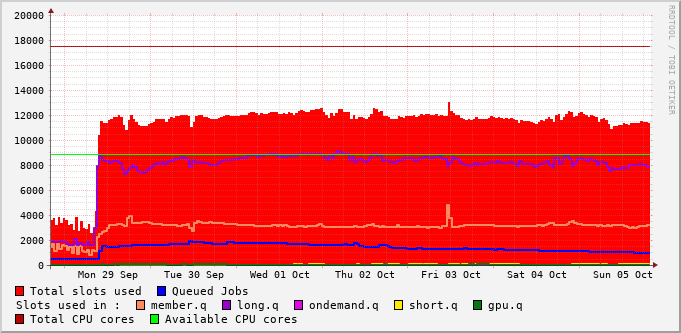 20000
18000
16000
14000
12000
10000
8000
6000
4000
2000
0
Mon 29 Sep Tue 30 Sep Wed 01 Oct Thu 02 Oct Fri 03 Oct Sat 04 Oct Sun 05 Oct
RRDTOOL / TOBI OETIKER
Total slots used Queued Jobs
Slots used in : member.q long.q ondemand.q short.q gpu.q
Total CPU cores Available CPU cores